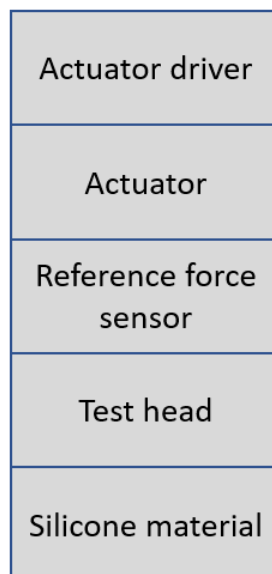 Actuator driver
Actuator
Reference force
sensor
Test head
Silicone material